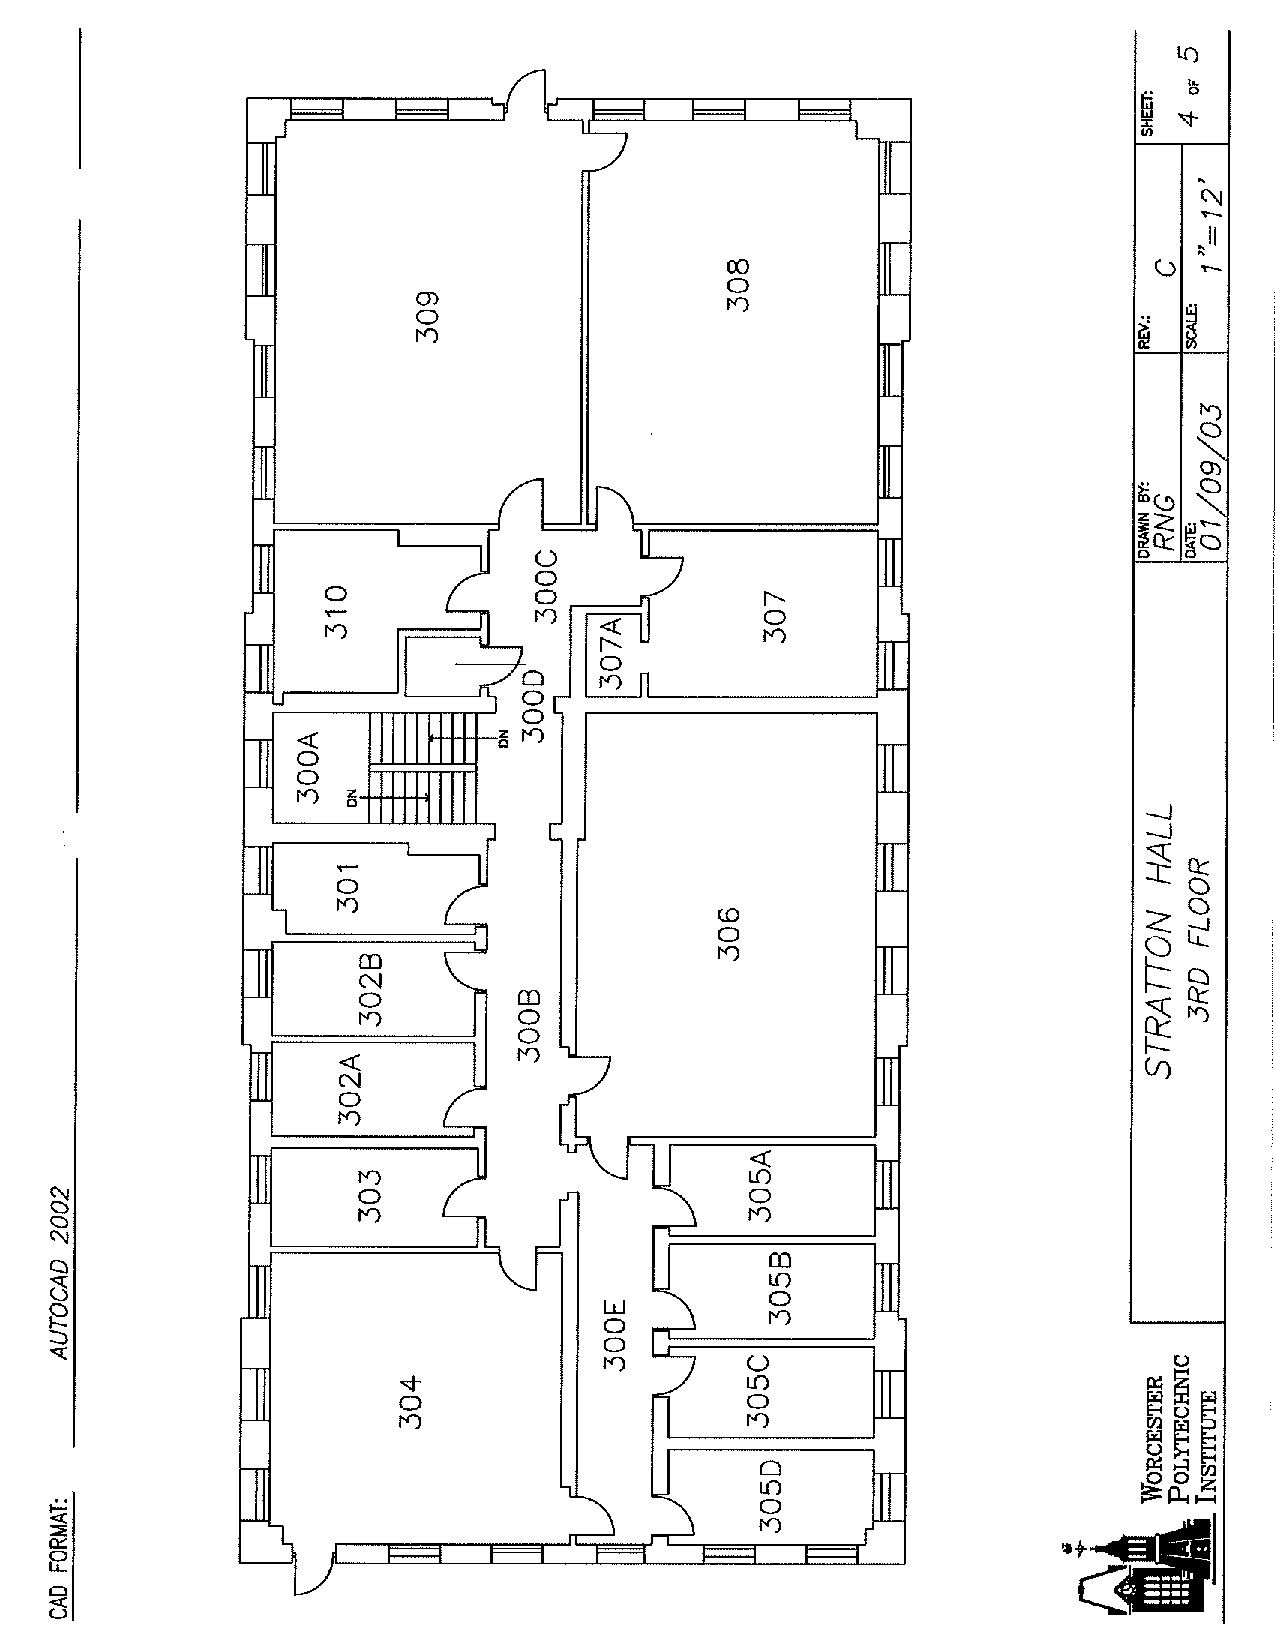 CAD FORMAT: AUTOCAD 2002
309
308
310
300C
307
307A
300D
300A
DN
DN
301
306
302B
300B
302A
303
305A
305B
300E
305C
304
305D
WORCESTER
POLYTECHNIC
INSTITUTE
STRATTON HALL
3RD FLOOR
DRAWN BY:
RNG
DATE:
01/09/03
REV.:
C
SCALE:
1"=12'
SHEET:
4 OF 5